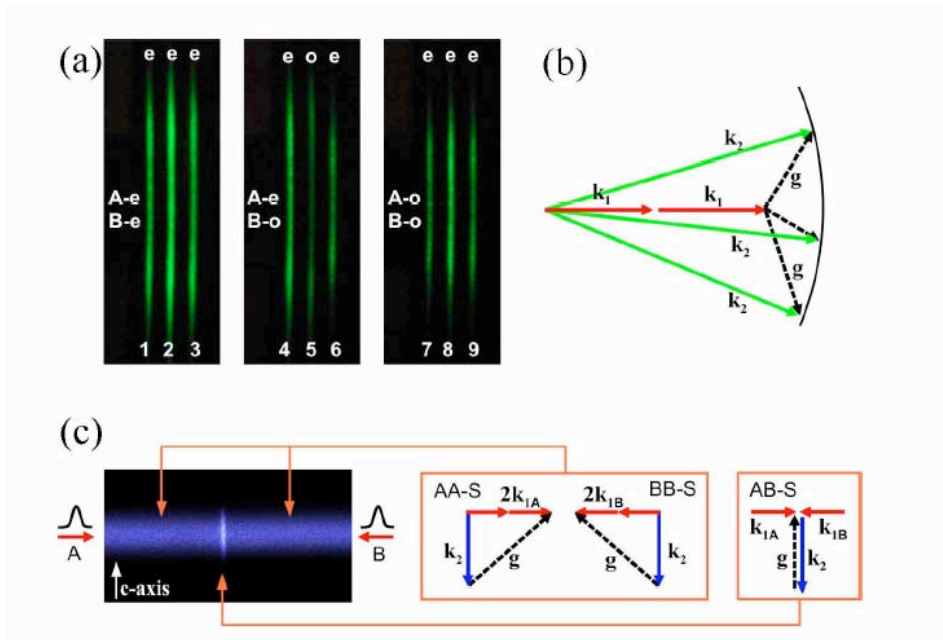 (a)
e e e
A-e
B-e
1 2 3
e o e
A-e
B-o
4 5 6
e e e
A-o
B-o
7 8 9
(b)
k2
g
k1
k1
k2
g
k2
(c)
A
B
c-axis
AA-S
2k1A
2k1B
BB-S
k2
g
g
k2
AB-S
k1A
k1B
g
k2